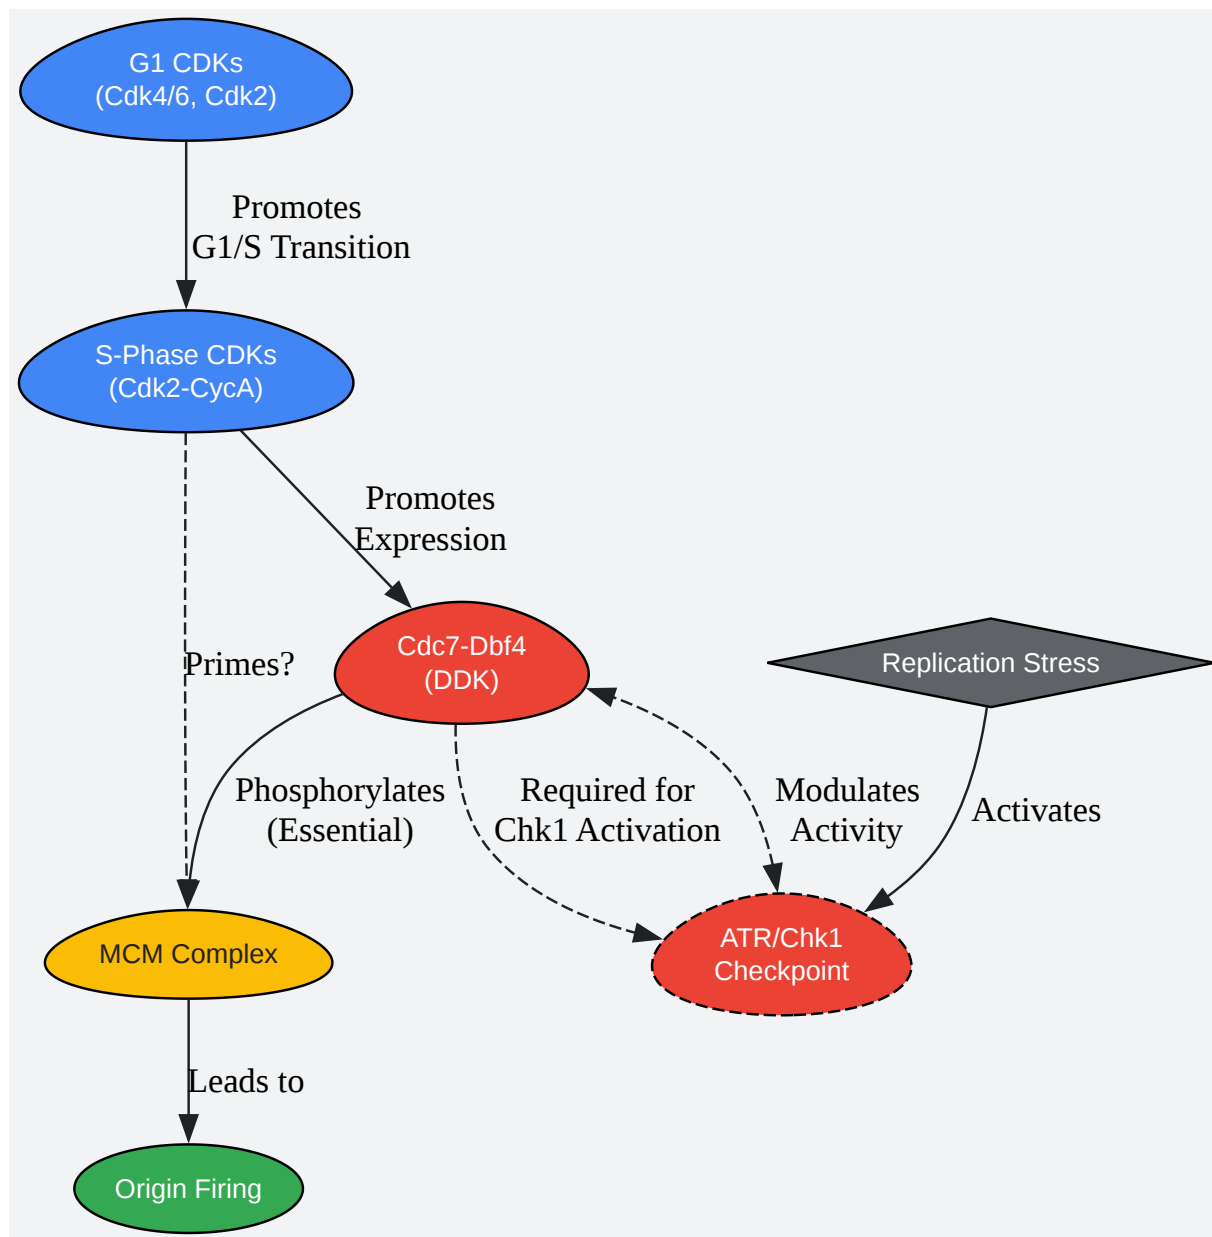 G1 CDKs
(Cdk4/6, Cdk2)
Promotes
G1/S Transition
S-Phase CDKs
(Cdk2-CycA)
Promotes
Expression
Primes?
Cdc7-Dbf4
(DDK)
Replication Stress
Phosphorylates
(Essential)
Required for
Chk1 Activation
Modulates
Activity
Activates
MCM Complex
ATR/Chk1
Checkpoint
Leads to
Origin Firing